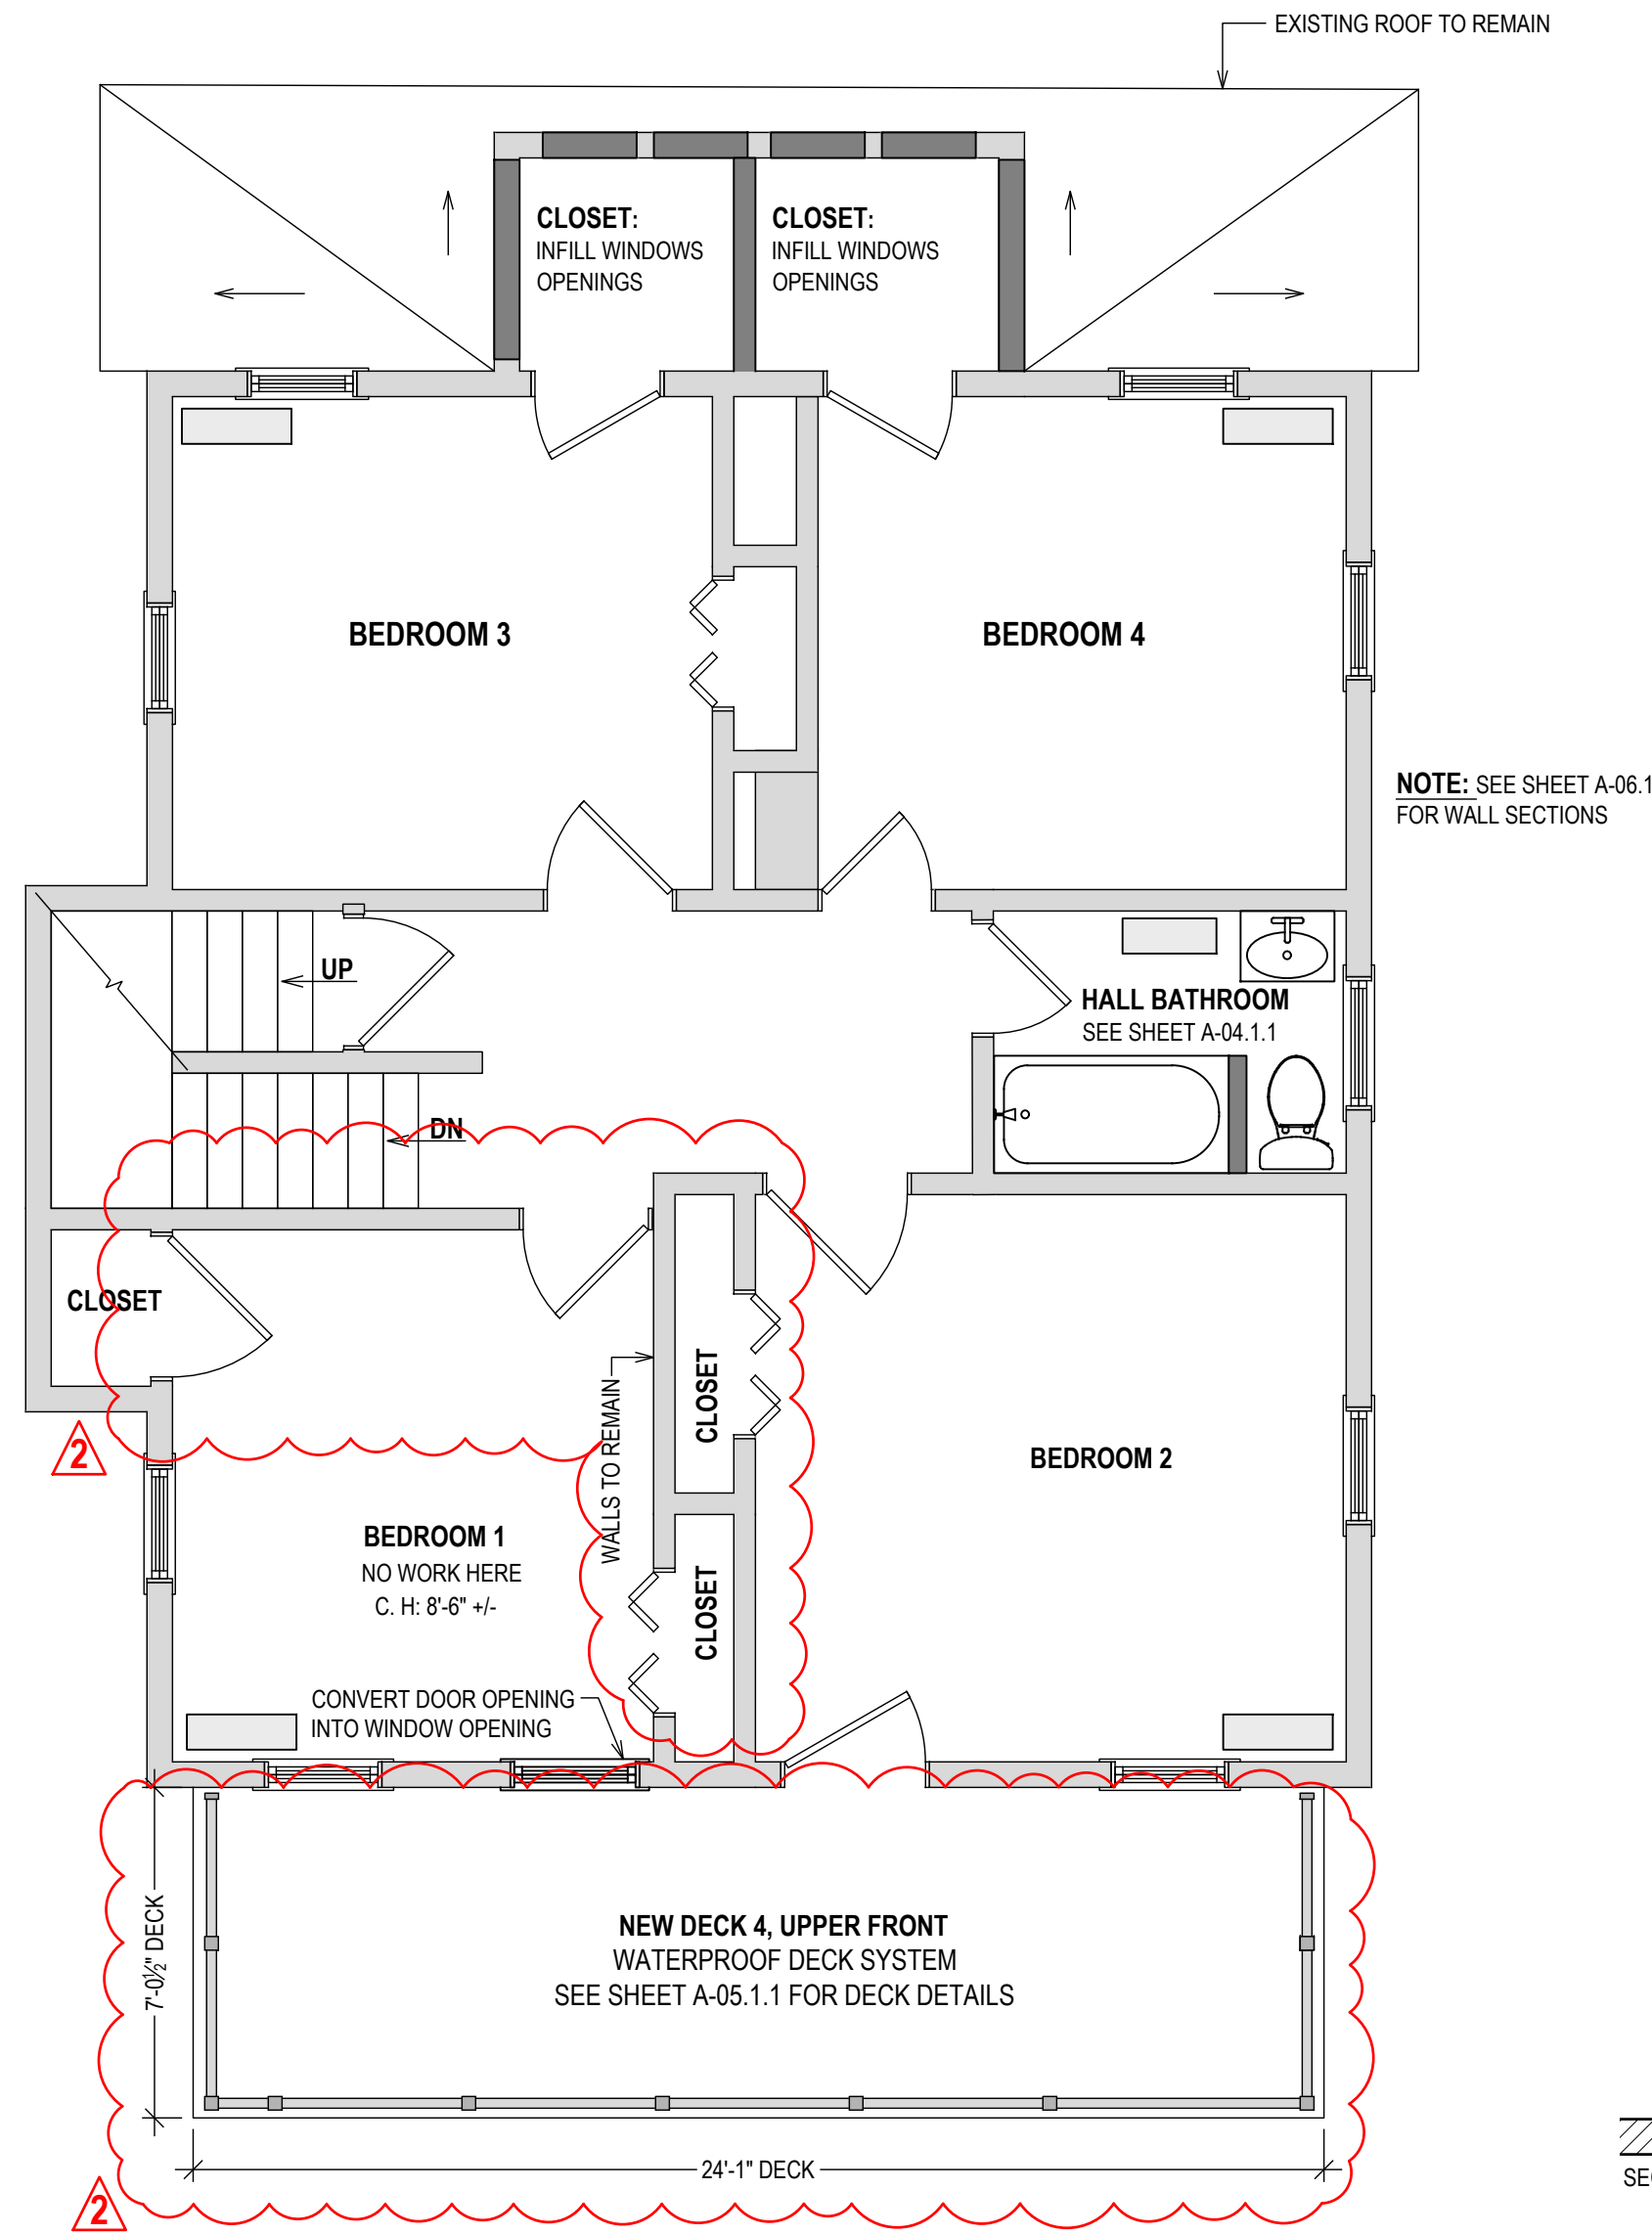 EXISTING ROOF TO REMAIN
CLOSET:
INFILL WINDOWS
OPENINGS
CLOSET:
INFILL WINDOWS
OPENINGS
BEDROOM 3
BEDROOM 4
NOTE: SEE SHEET A-06.1
FOR WALL SECTIONS
UP
HALL BATHROOM
SEE SHEET A-04.1.1
DN
CLOSET
WALLS TO REMAIN
CLOSET
2
BEDROOM 2
BEDROOM 1
NO WORK HERE
C. H: 8'-6" +/-
CLOSET
CONVERT DOOR OPENING
INTO WINDOW OPENING
7'-0½" DECK
NEW DECK 4, UPPER FRONT
WATERPROOF DECK SYSTEM
SEE SHEET A-05.1.1 FOR DECK DETAILS
24'-1" DECK
2